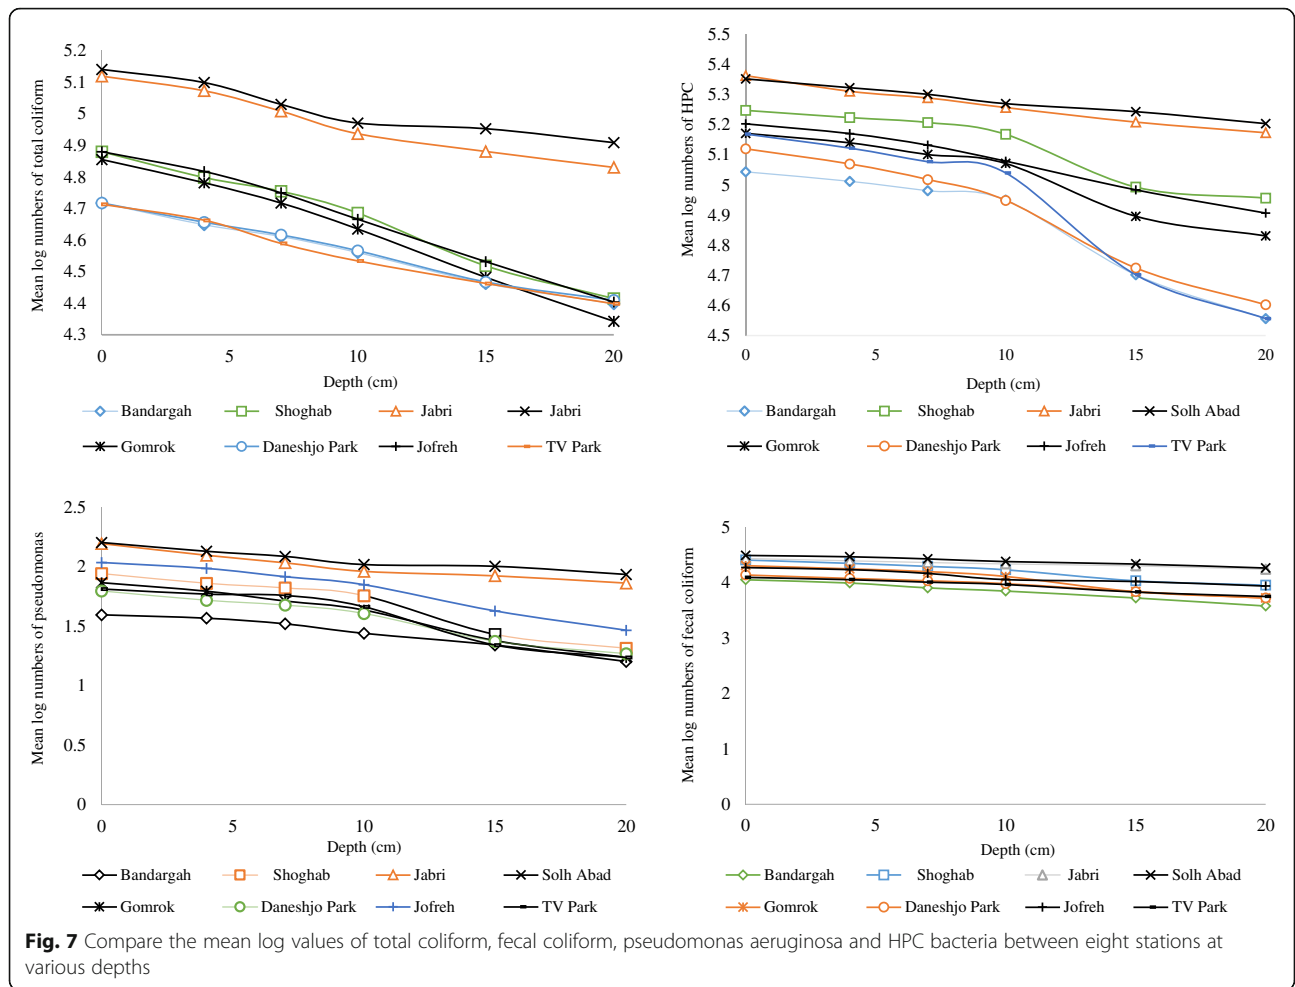 Mean log numbers of total coliform
5.2
5.1
5
4.9
4.8
4.7
4.6
4.5
4.4
4.3
0 5 10 15 20
Depth (cm)
Bandargah Shoghab Jabri Jabri
Gomrok Daneshjo Park Jofreh TV Park
Mean log numbers of HPC
5.5
5.4
5.3
5.2
5.1
5
4.9
4.8
4.7
4.6
4.5
0 5 10 15 20
Depth (cm)
Bandargah Shoghab Jabri Solh Abad
Gomrok Daneshjo Park Jofreh TV Park
Mean log numbers of pseudomonas
2.5
2
1.5
1
0.5
0
0 5 10 15 20
Depth (cm)
Bandargah Shoghab Jabri Solh Abad
Gomrok Daneshjo Park Jofreh TV Park
Mean log numbers of fecal coliform
5
4
3
2
1
0
0 5 10 15 20
Depth (cm)
Bandargah Shoghab Jabri Solh Abad
Gomrok Daneshjo Park Jofreh TV Park
Fig. 7 Compare the mean log values of total coliform, fecal coliform, pseudomonas aeruginosa and HPC bacteria between eight stations at
various depths